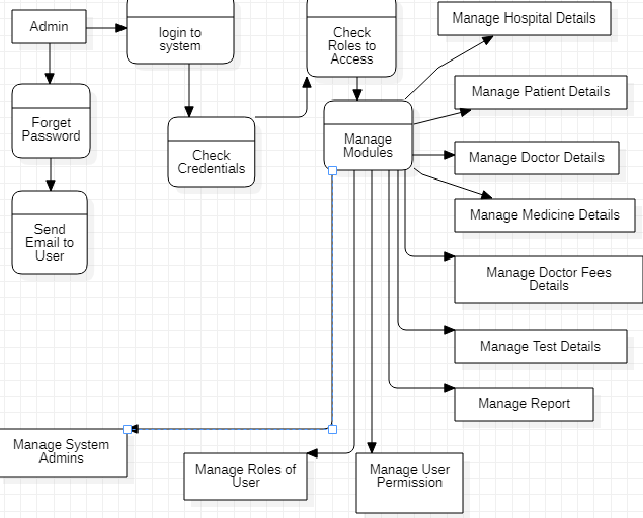 Admin
login to
system
Check
Roles to
Access
Manage Hospital Details
Manage Patient Details
Forget
Password
Check
Credentials
Manage
Modules
Manage Doctor Details
Manage Medicine Details
Send
Email to
User
Manage Doctor Fees
Details
Manage Test Details
Manage Report
Manage System
Admins
Manage Roles of
User
Manage User
Permission